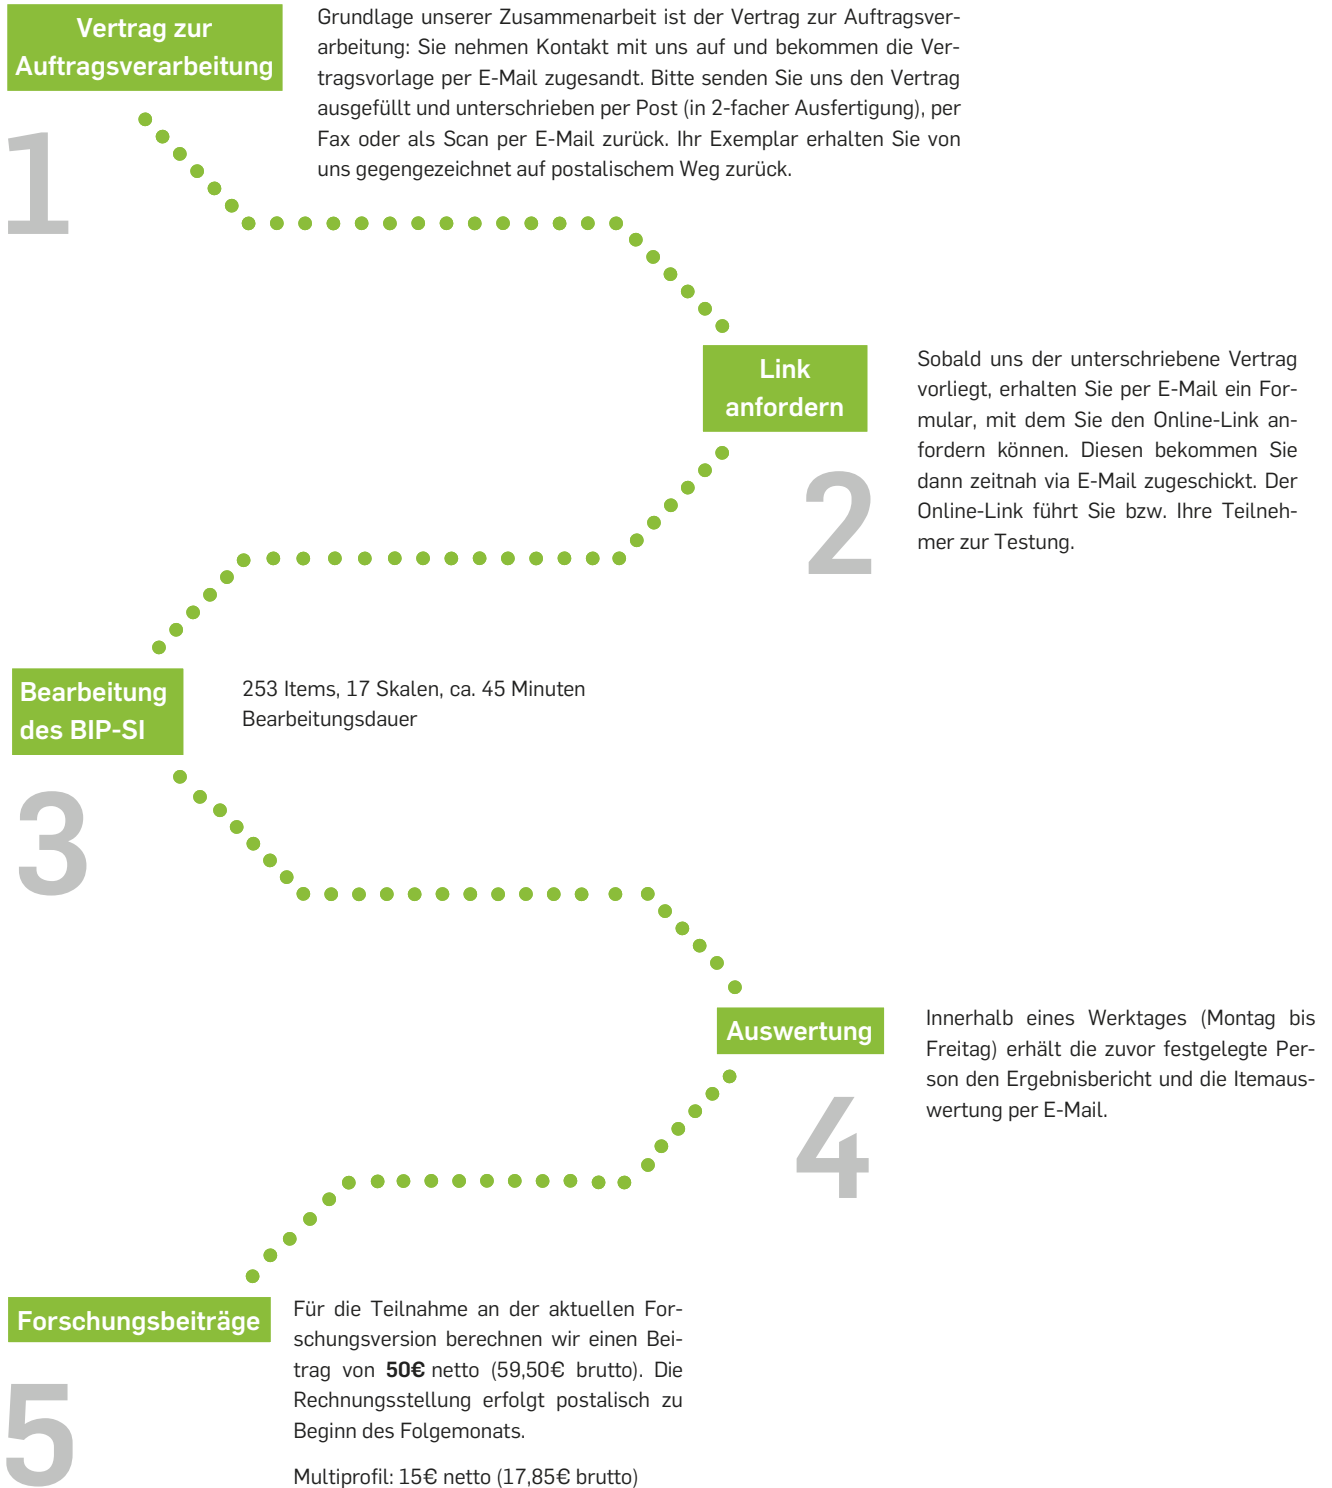 Vertrag zur
Auftragsverarbeitung
1
Grundlage unserer Zusammenarbeit ist der Vertrag zur Auftragsver-
arbeitung: Sie nehmen Kontakt mit uns auf und bekommen die Ver-
tragsvorlage per E-Mail zugesandt. Bitte senden Sie uns den Vertrag
ausgefüllt und unterschrieben per Post (in 2-facher Ausfertigung), per
Fax oder als Scan per E-Mail zurück. Ihr Exemplar erhalten Sie von
uns gegengezeichnet auf postalischem Weg zurück.
Link
anfordern
2
Sobald uns der unterschriebene Vertrag
vorliegt, erhalten Sie per E-Mail ein For-
mular, mit dem Sie den Online-Link an-
fordern können. Diesen bekommen Sie
dann zeitnah via E-Mail zugeschickt. Der
Online-Link führt Sie bzw. Ihre Teilneh-
mer zur Testung.
Bearbeitung
des BIP-SI
3
253 Items, 17 Skalen, ca. 45 Minuten
Bearbeitungsdauer
Auswertung
4
Innerhalb eines Werktages (Montag bis
Freitag) erhält die zuvor festgelegte Per-
son den Ergebnisbericht und die Itemaus-
wertung per E-Mail.
Forschungsbeiträge
5
Für die Teilnahme an der aktuellen For-
schungsversion berechnen wir einen Bei-
trag von 50€ netto (59,50€ brutto). Die
Rechnungsstellung erfolgt postalisch zu
Beginn des Folgemonats.
Multiprofil: 15€ netto (17,85€ brutto)